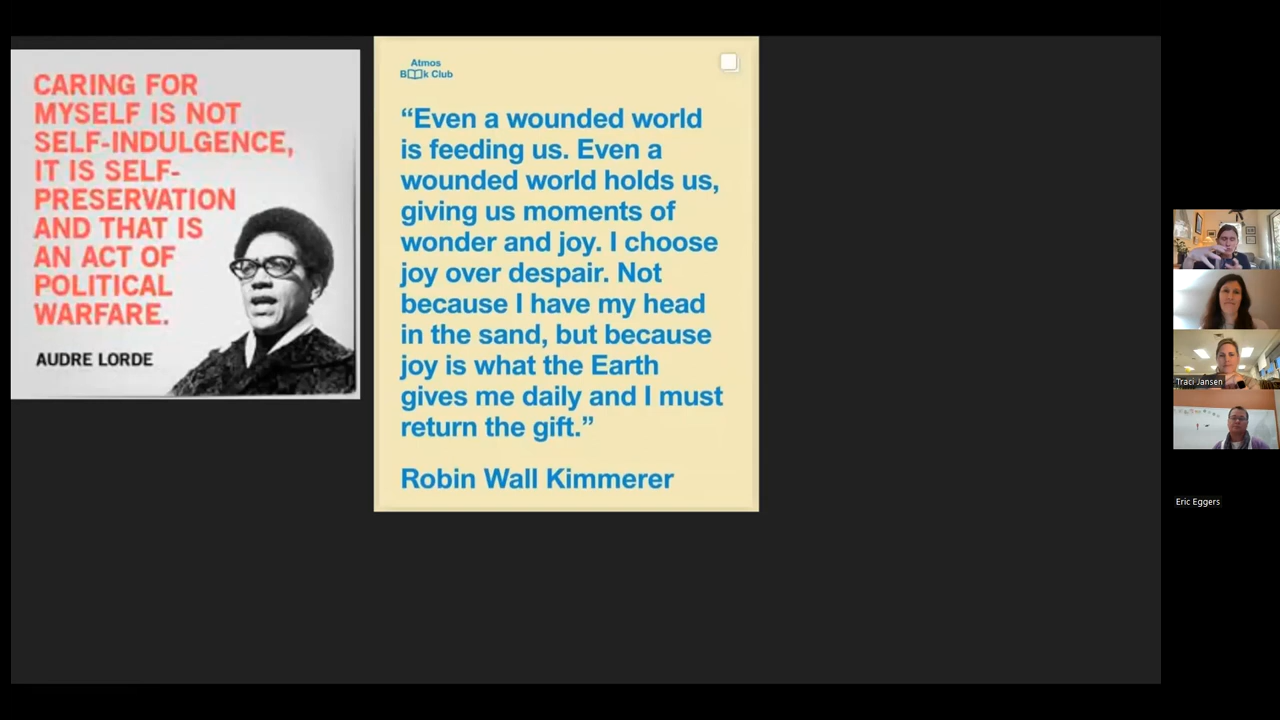 CARING FOR
MYSELF IS NOT
SELF-INDULGENCE,
IT IS SELF-
PRESERVATION
AND THAT IS
AN ACT OF
POLITICAL
WARFARE.
AUDRE LORDE
Atmos
Book Club
“Even a wounded world
is feeding us. Even a
wounded world holds us,
giving us moments of
wonder and joy. I choose
joy over despair. Not
because I have my head
in the sand, but because
joy is what the Earth
gives me daily and I must
return the gift.”
Robin Wall Kimmerer
Traci Jansen
Eric Eggers